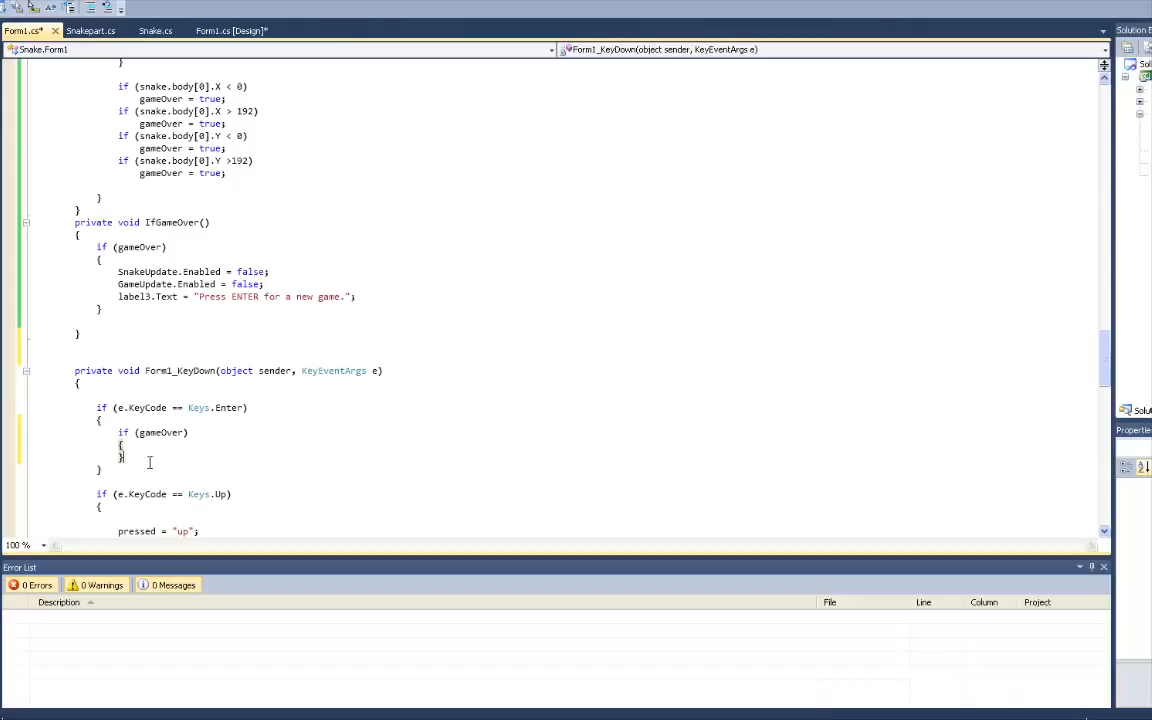 Form1.cs* Snakepart.cs Snake.cs Form1.cs [Design]*
Solution E
Snake.Form1 Form1_KeyDown(object sender, KeyEventArgs e)
Sol
}
if (snake.body[0].X < 0)
gameOver = true;
if (snake.body[0].X > 192)
gameOver = true;
if (snake.body[0].Y < 0)
gameOver = true;
if (snake.body[0].Y >192)
gameOver = true;
}
}
private void IfGameOver()
{
if (gameOver)
{
SnakeUpdate.Enabled = false;
GameUpdate.Enabled = false;
label3.Text = "Press ENTER for a new game.";
}
}
private void Form1_KeyDown(object sender, KeyEventArgs e)
{
if (e.KeyCode == Keys.Enter)
{
if (gameOver)
{
}
}
if (e.KeyCode == Keys.Up)
{
pressed = "up";
Solut
Properties
100 %
Error List
0 Errors 0 Warnings 0 Messages
Description File Line Column Project